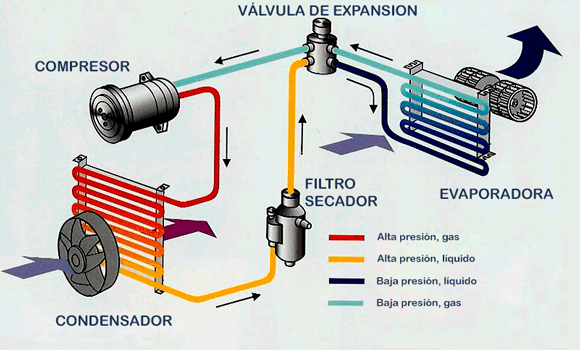 VÁLVULA DE EXPANSION
COMPRESOR
FILTRO
SECADOR
EVAPORADORA
CONDENSADOR
Alta presión, gas
Alta presión, líquido
Baja presión, líquido
Baja presión, gas